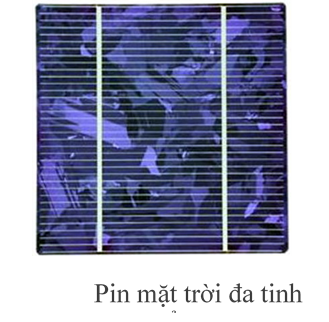 Pin mặt trời đa tinh